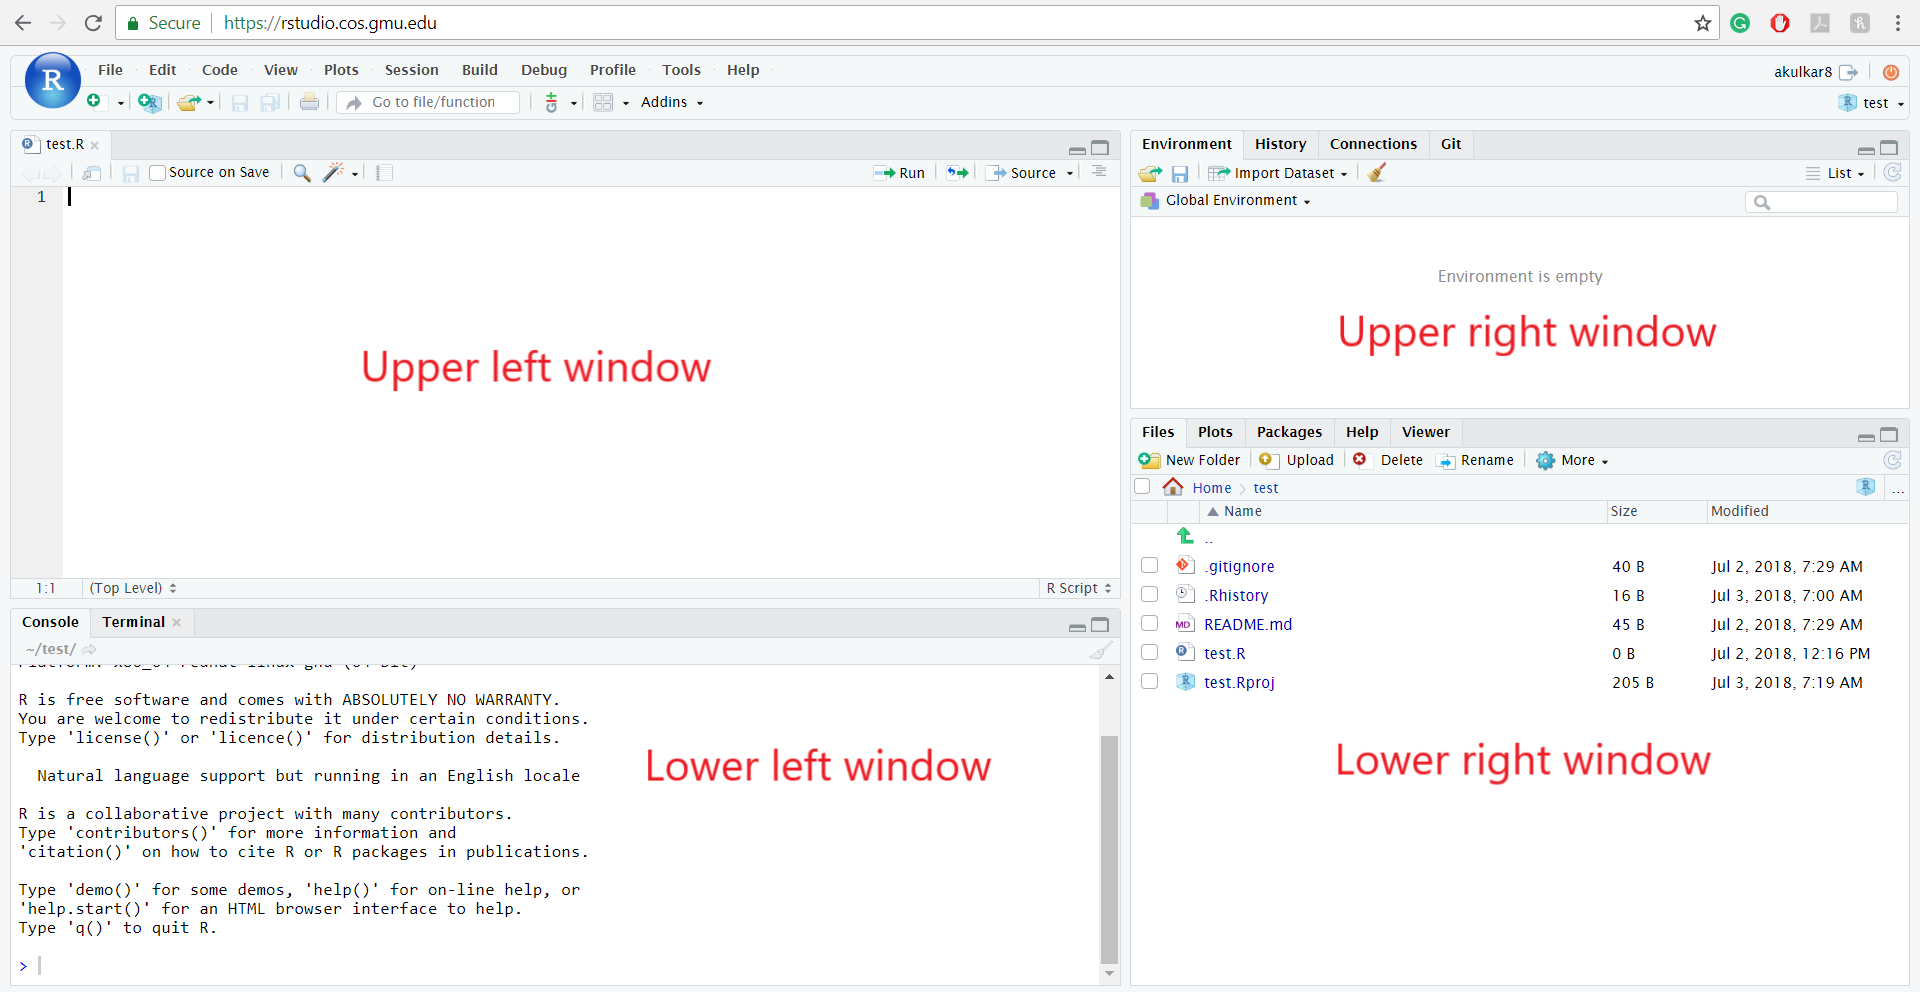 Secure https://rstudio.cos.gmu.edu
R File Edit Code View Plots Session Build Debug Profile Tools Help akulkar8
Go to file/function Addins test
test.R
Source on Save Run Source
1
Upper left window
1:1 (Top Level) R Script
Console Terminal
~/test/
Platform: x86_64-redhat-linux-gnu (64-bit)
R is free software and comes with ABSOLUTELY NO WARRANTY.
You are welcome to redistribute it under certain conditions.
Type 'license()' or 'licence()' for distribution details.
Natural language support but running in an English locale
R is a collaborative project with many contributors.
Type 'contributors()' for more information and
'citation()' on how to cite R or R packages in publications.
Type 'demo()' for some demos, 'help()' for on-line help, or
'help.start()' for an HTML browser interface to help.
Type 'q()' to quit R.
>
Lower left window
Environment History Connections Git
Import Dataset List
Global Environment
Environment is empty
Upper right window
Files Plots Packages Help Viewer
New Folder Upload Delete Rename More
Home test ...
Name Size Modified
..
.gitignore 40 B Jul 2, 2018, 7:29 AM
.Rhistory 16 B Jul 3, 2018, 7:00 AM
README.md 45 B Jul 2, 2018, 7:29 AM
test.R 0 B Jul 2, 2018, 12:16 PM
test.Rproj 205 B Jul 3, 2018, 7:19 AM
Lower right window